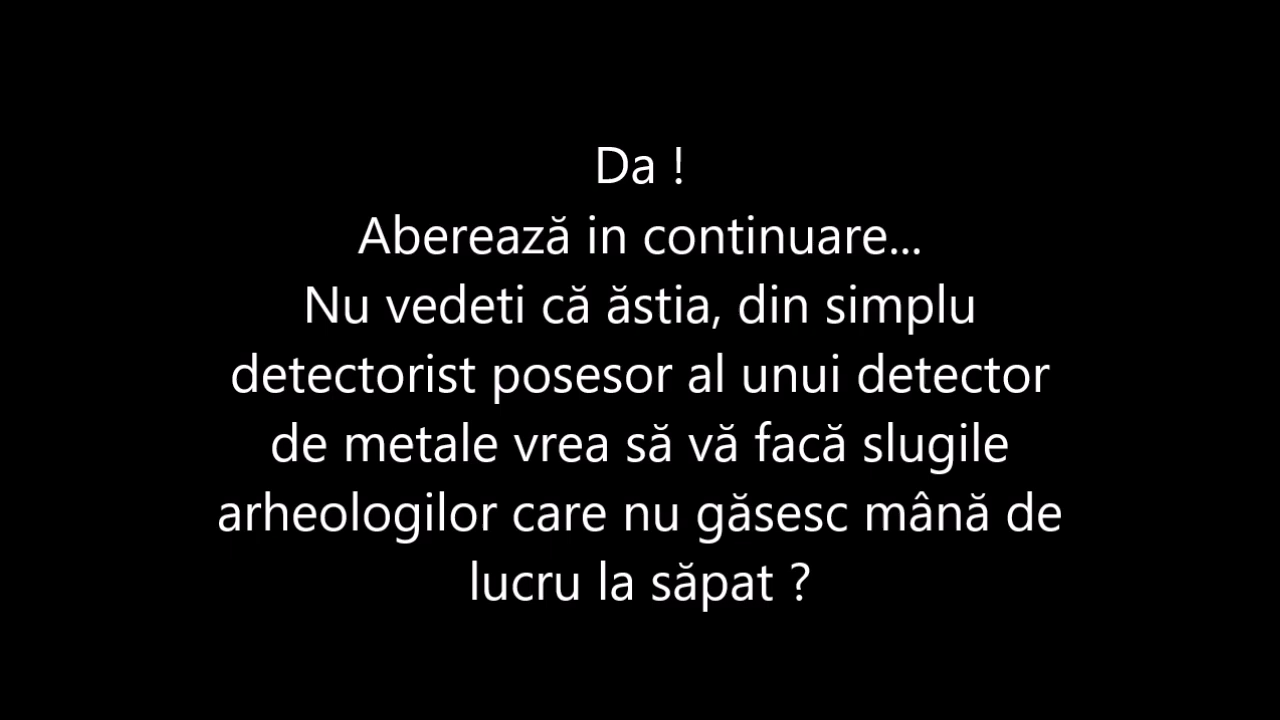 Da !
Aberează in continuare...
Nu vedeti că ăstia, din simplu
detectorist posesor al unui detector
de metale vrea să vă facă slugile
arheologilor care nu găsesc mână de
lucru la săpat ?